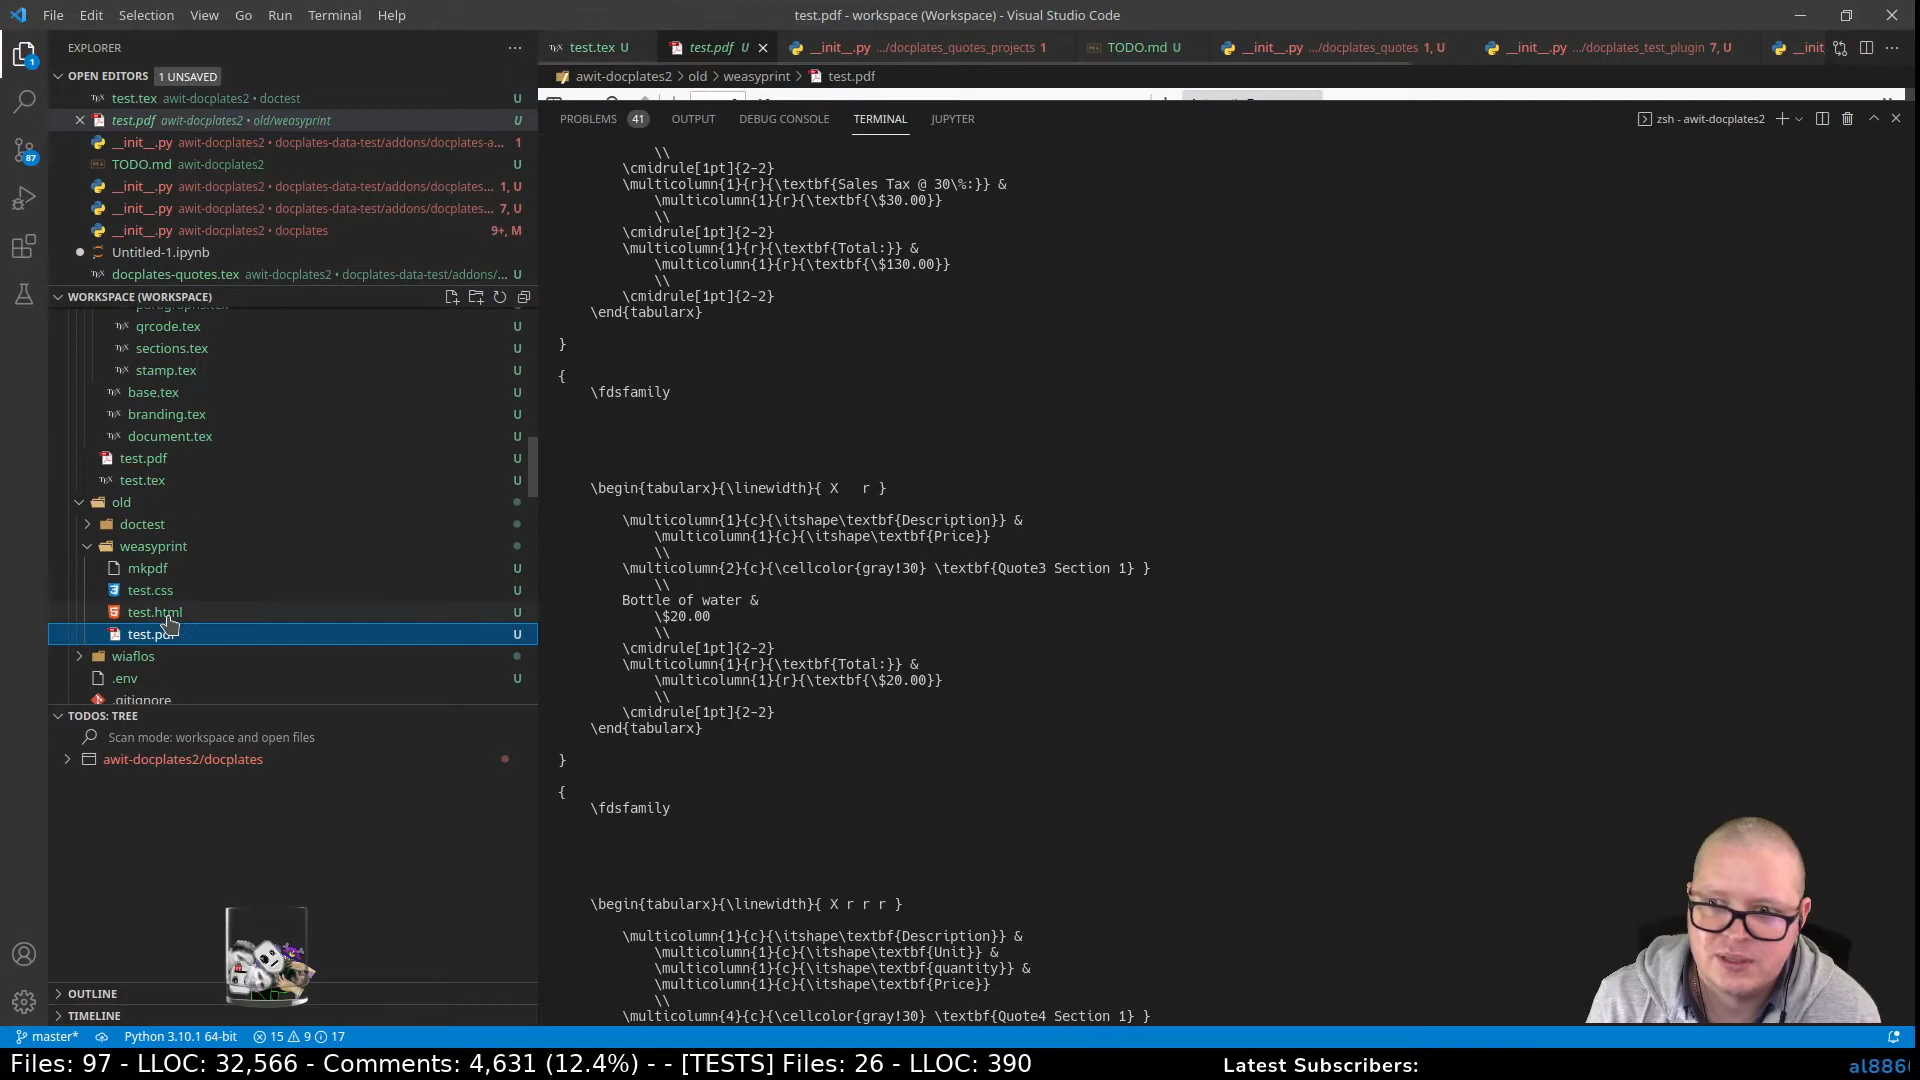 File Edit Selection View Go Run Terminal Help
test.pdf - workspace (Workspace) - Visual Studio Code
EXPLORER
OPEN EDITORS 1 UNSAVED
test.tex awit-docplates2 • doctest U
test.pdf awit-docplates2 • old/weasyprint U
__init__.py awit-docplates2 • docplates-data-test/addons/docplates-a... 1
TODO.md awit-docplates2 U
__init__.py awit-docplates2 • docplates-data-test/addons/docplates... 1, U
__init__.py awit-docplates2 • docplates-data-test/addons/docplates... 7, U
__init__.py awit-docplates2 • docplates 9+, M
Untitled-1.ipynb
docplates-quotes.tex awit-docplates2 • docplates-data-test/addons/... U
WORKSPACE (WORKSPACE)
qrcode.tex U
sections.tex U
stamp.tex U
base.tex U
branding.tex U
document.tex U
test.pdf U
test.tex U
old
doctest
weasyprint
mkpdf U
test.css U
test.html U
test.pdf U
wiaflos
.env U
.gitignore
TODOS: TREE
Scan mode: workspace and open files
awit-docplates2/docplates
OUTLINE
TIMELINE
1
87
test.tex U test.pdf U __init__.py .../docplates_quotes_projects 1 TODO.md U __init__.py .../docplates_quotes 1, U __init__.py .../docplates_test_plugin 7, U __init
awit-docplates2 > old > weasyprint > test.pdf
PROBLEMS 41 OUTPUT DEBUG CONSOLE TERMINAL JUPYTER zsh - awit-docplates2
\\
\cmidrule[1pt]{2-2}
\multicolumn{1}{r}{\textbf{Sales Tax @ 30\%:}} &
\multicolumn{1}{r}{\textbf{\$30.00}}
\\
\cmidrule[1pt]{2-2}
\multicolumn{1}{r}{\textbf{Total:}} &
\multicolumn{1}{r}{\textbf{\$130.00}}
\\
\cmidrule[1pt]{2-2}
\end{tabularx}
}
{
\fdsfamily
\begin{tabularx}{\linewidth}{ X r }
\multicolumn{1}{c}{\itshape\textbf{Description}} &
\multicolumn{1}{c}{\itshape\textbf{Price}}
\\
\multicolumn{2}{c}{\cellcolor{gray!30} \textbf{Quote3 Section 1} }
\\
Bottle of water &
\$20.00
\\
\cmidrule[1pt]{2-2}
\multicolumn{1}{r}{\textbf{Total:}} &
\multicolumn{1}{r}{\textbf{\$20.00}}
\\
\cmidrule[1pt]{2-2}
\end{tabularx}
}
{
\fdsfamily
\begin{tabularx}{\linewidth}{ X r r r }
\multicolumn{1}{c}{\itshape\textbf{Description}} &
\multicolumn{1}{c}{\itshape\textbf{Unit}} &
\multicolumn{1}{c}{\itshape\textbf{quantity}} &
\multicolumn{1}{c}{\itshape\textbf{Price}}
\\
\multicolumn{4}{c}{\cellcolor{gray!30} \textbf{Quote4 Section 1} }
master* Python 3.10.1 64-bit 15 9 17
Files: 97 - LLOC: 32,566 - Comments: 4,631 (12.4%) - - [TESTS] Files: 26 - LLOC: 390
Latest Subscribers: al886